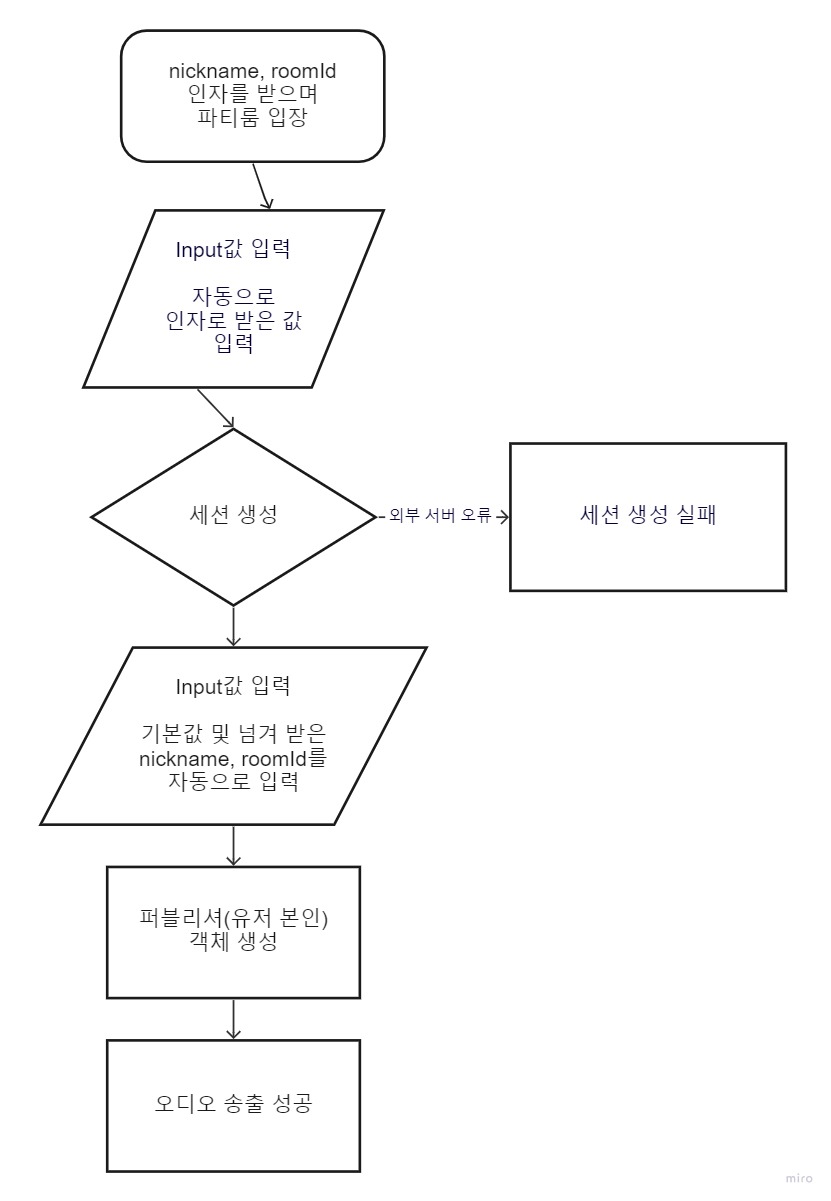 nickname, roomId
인자를 받으며
파티룸 입장
Input값 입력
자동으로
인자로 받은 값
입력
세션 생성
외부 서버 오류
세션 생성 실패
Input값 입력
기본값 및 넘겨 받은
nickname, roomId를
자동으로 입력
퍼블리셔(유저 본인)
객체 생성
오디오 송출 성공
miro